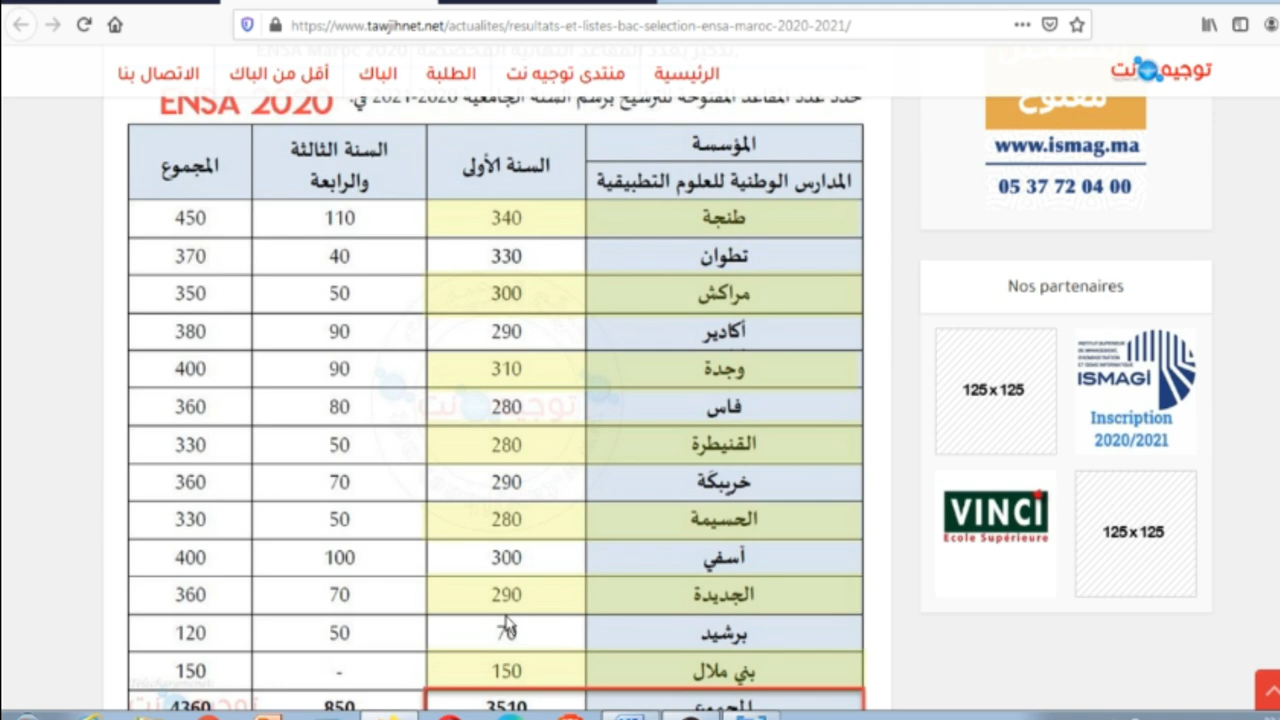 https://www.tawjihnet.net/actualites/resultats-et-listes-bac-selection-ensa-maroc-2020-2021/
الرئيسية منتدى توجيه نت الطلبة الباك أقل من الباك الاتصال بنا
توجيه نت
ENSA 2020
مفتوح
www.ismag.ma
05 37 72 04 00
Nos partenaires
125 x 125
ISMAGI
Inscription
2020/2021
VINCI
Ecole Supérieure
125 x 125
المؤسسة السنة الأولى السنة الثالثة والرابعة المجموع
المدارس الوطنية للعلوم التطبيقية
طنجة 340 110 450
تطوان 330 40 370
مراكش 300 50 350
أكادير 290 90 380
وجدة 310 90 400
فاس 280 80 360
القنيطرة 280 50 330
خريبكة 290 70 360
الحسيمة 280 50 330
آسفي 300 100 400
الجديدة 290 70 360
برشيد 70 50 120
بني ملال 150 - 150
المجموع 3510 850 4360
توجيه نت